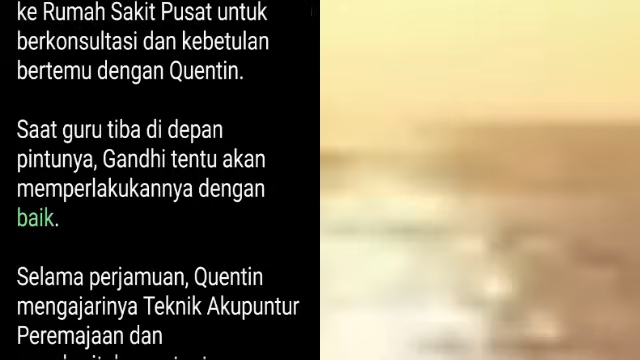 ke Rumah Sakit Pusat untuk
berkonsultasi dan kebetulan
bertemu dengan Quentin.
Saat guru tiba di depan
pintunya, Gandhi tentu akan
memperlakukannya dengan
baik.
Selama perjamuan, Quentin
mengajarinya Teknik Akupuntur
Peremajaan dan